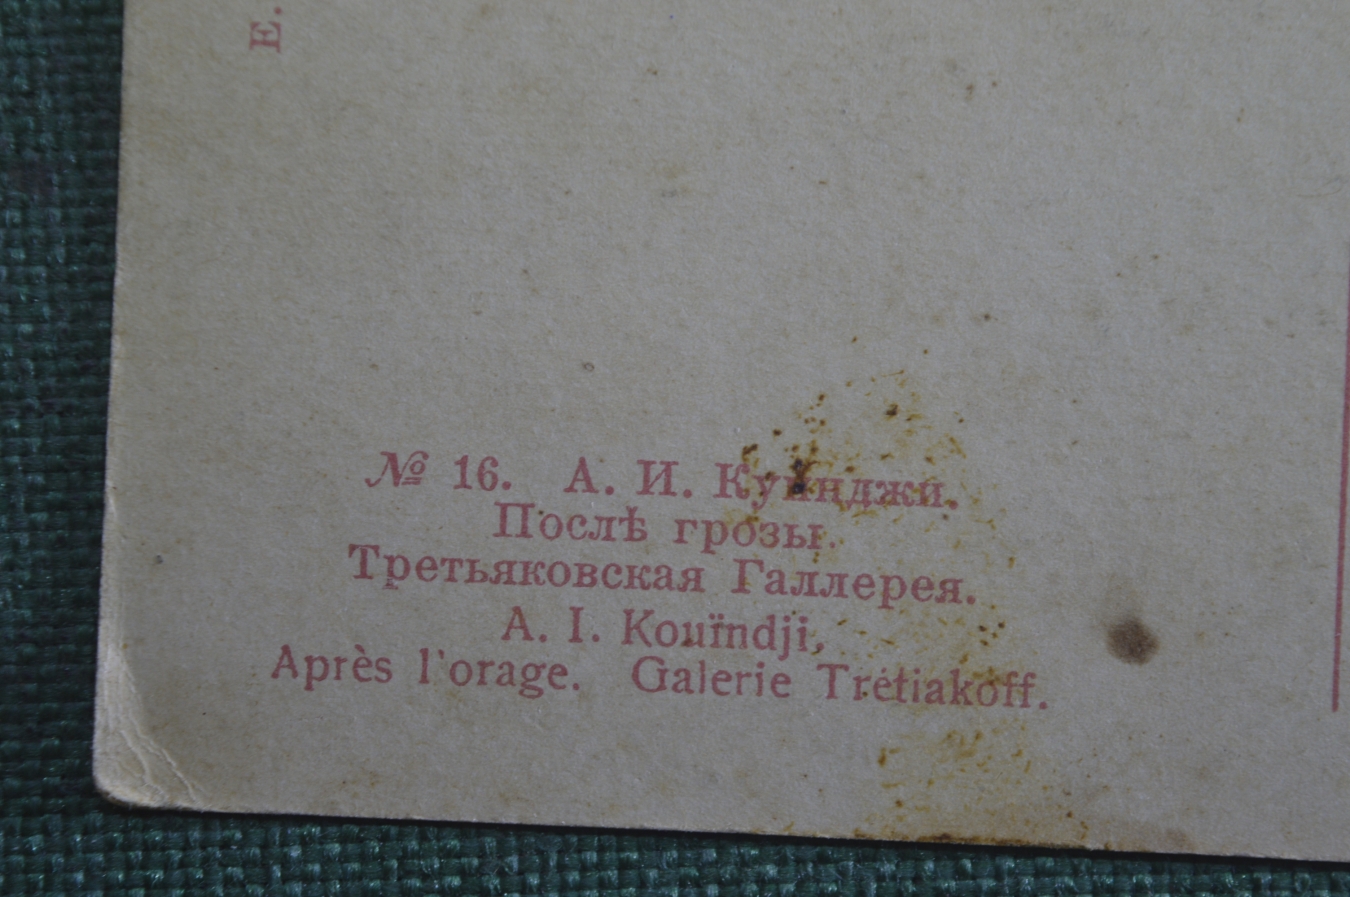 Е.
№ 16. А. И. Куинджи.
Послѣ грозы.
Третьяковская Галлерея.
A. I. Kouïndji,
Après l'orage. Galerie Trétiakoff.